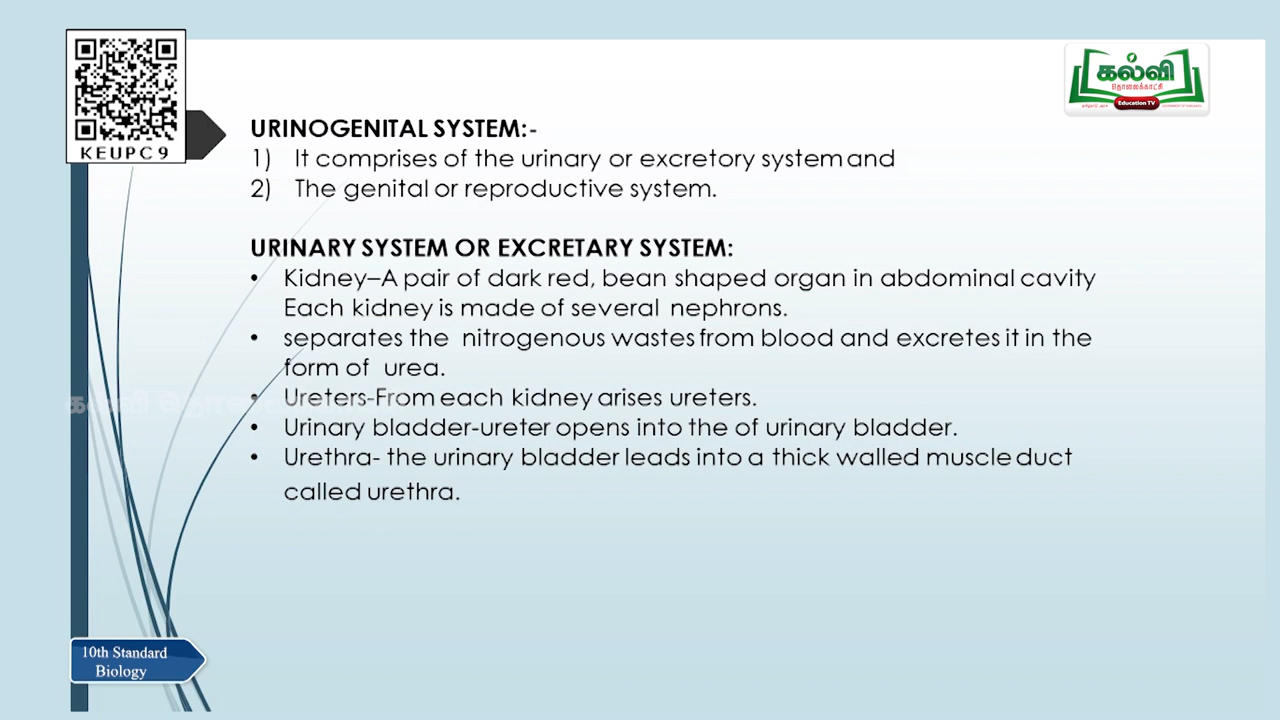 KEUPC9
கல்வி
தொலைக்காட்சி
Education TV
URINOGENITAL SYSTEM:-
1) It comprises of the urinary or excretory system and
2) The genital or reproductive system.
URINARY SYSTEM OR EXCRETARY SYSTEM:
• Kidney–A pair of dark red, bean shaped organ in abdominal cavity
Each kidney is made of several nephrons.
• separates the nitrogenous wastes from blood and excretes it in the
form of urea.
• Ureters-From each kidney arises ureters.
• Urinary bladder-ureter opens into the of urinary bladder.
• Urethra- the urinary bladder leads into a thick walled muscle duct
called urethra.
10th Standard
Biology